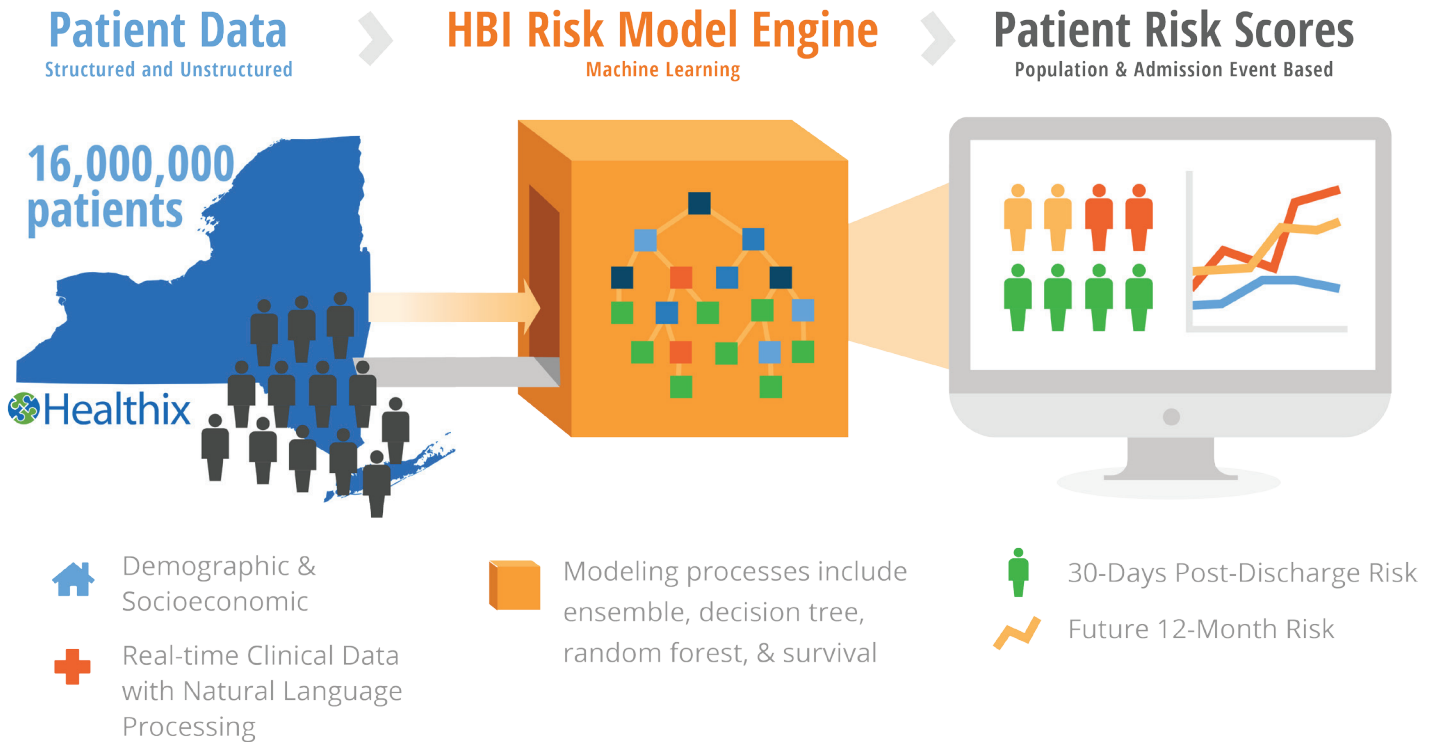 Patient Data
Structured and Unstructured
HBI Risk Model Engine
Machine Learning
Patient Risk Scores
Population & Admission Event Based
16,000,000
patients
Healthix
Demographic &
Socioeconomic
Real-time Clinical Data
with Natural Language
Processing
Modeling processes include
ensemble, decision tree,
random forest, & survival
30-Days Post-Discharge Risk
Future 12-Month Risk